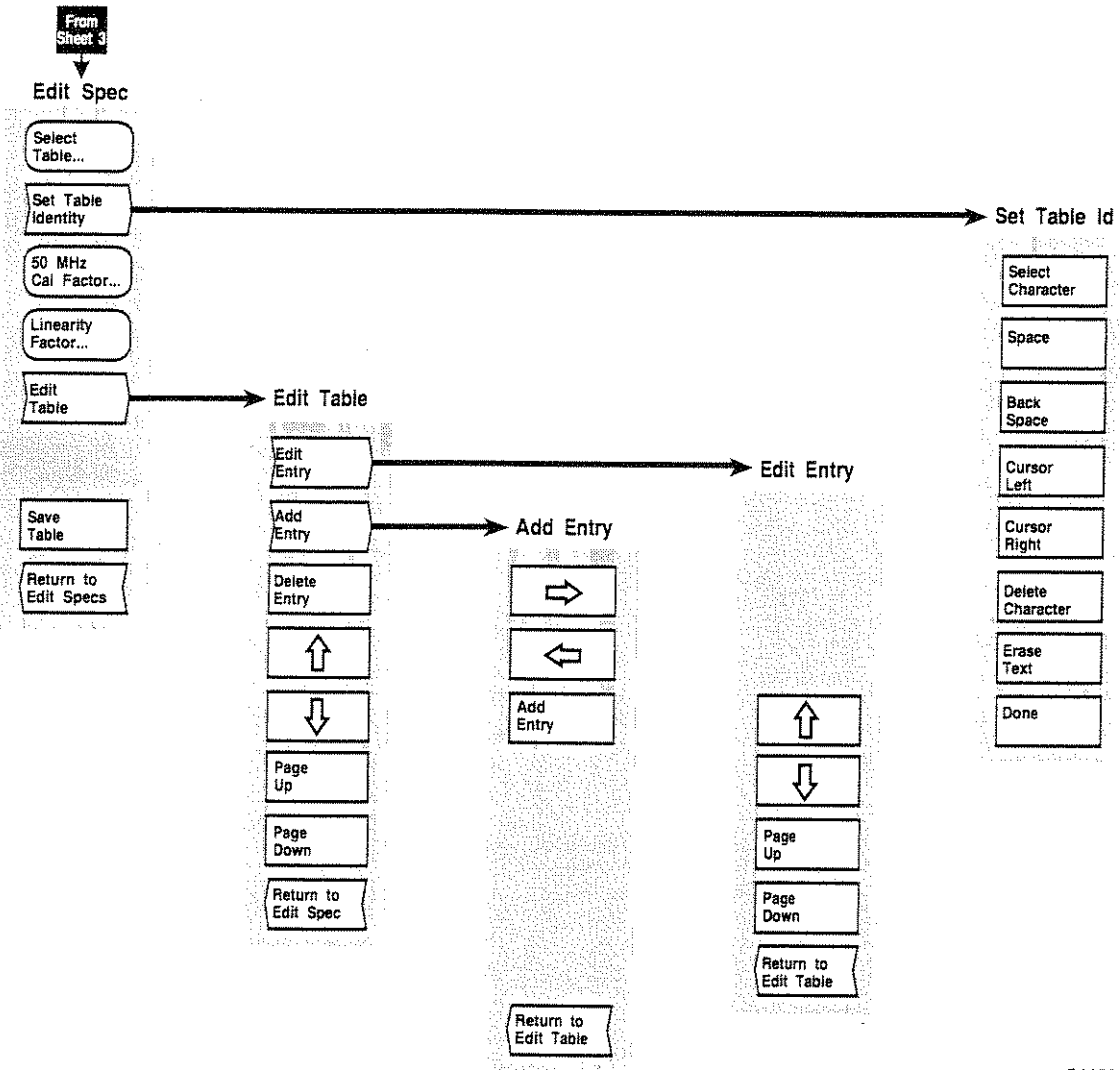 From
Sheet 3
Edit Spec
Select
Table...
Set Table
Identity
50 MHz
Cal Factor...
Linearity
Factor...
Edit
Table
Save
Table
Return to
Edit Specs
Edit Table
Edit
Entry
Add
Entry
Delete
Entry
Page
Up
Page
Down
Return to
Edit Spec
Add Entry
Add
Entry
Return to
Edit Table
Edit Entry
Page
Up
Page
Down
Return to
Edit Table
Set Table Id
Select
Character
Space
Back
Space
Cursor
Left
Cursor
Right
Delete
Character
Erase
Text
Done